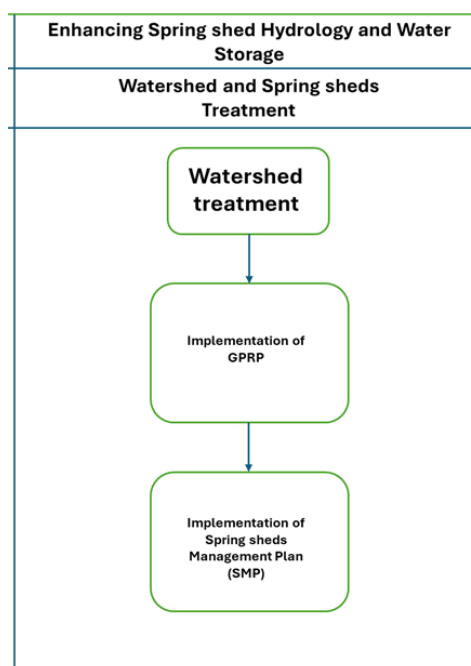 Enhancing Spring shed Hydrology and Water
Storage
Watershed and Spring sheds
Treatment
Watershed
treatment
Implementation of
GPRP
Implementation of
Spring sheds
Management Plan
(SMP)